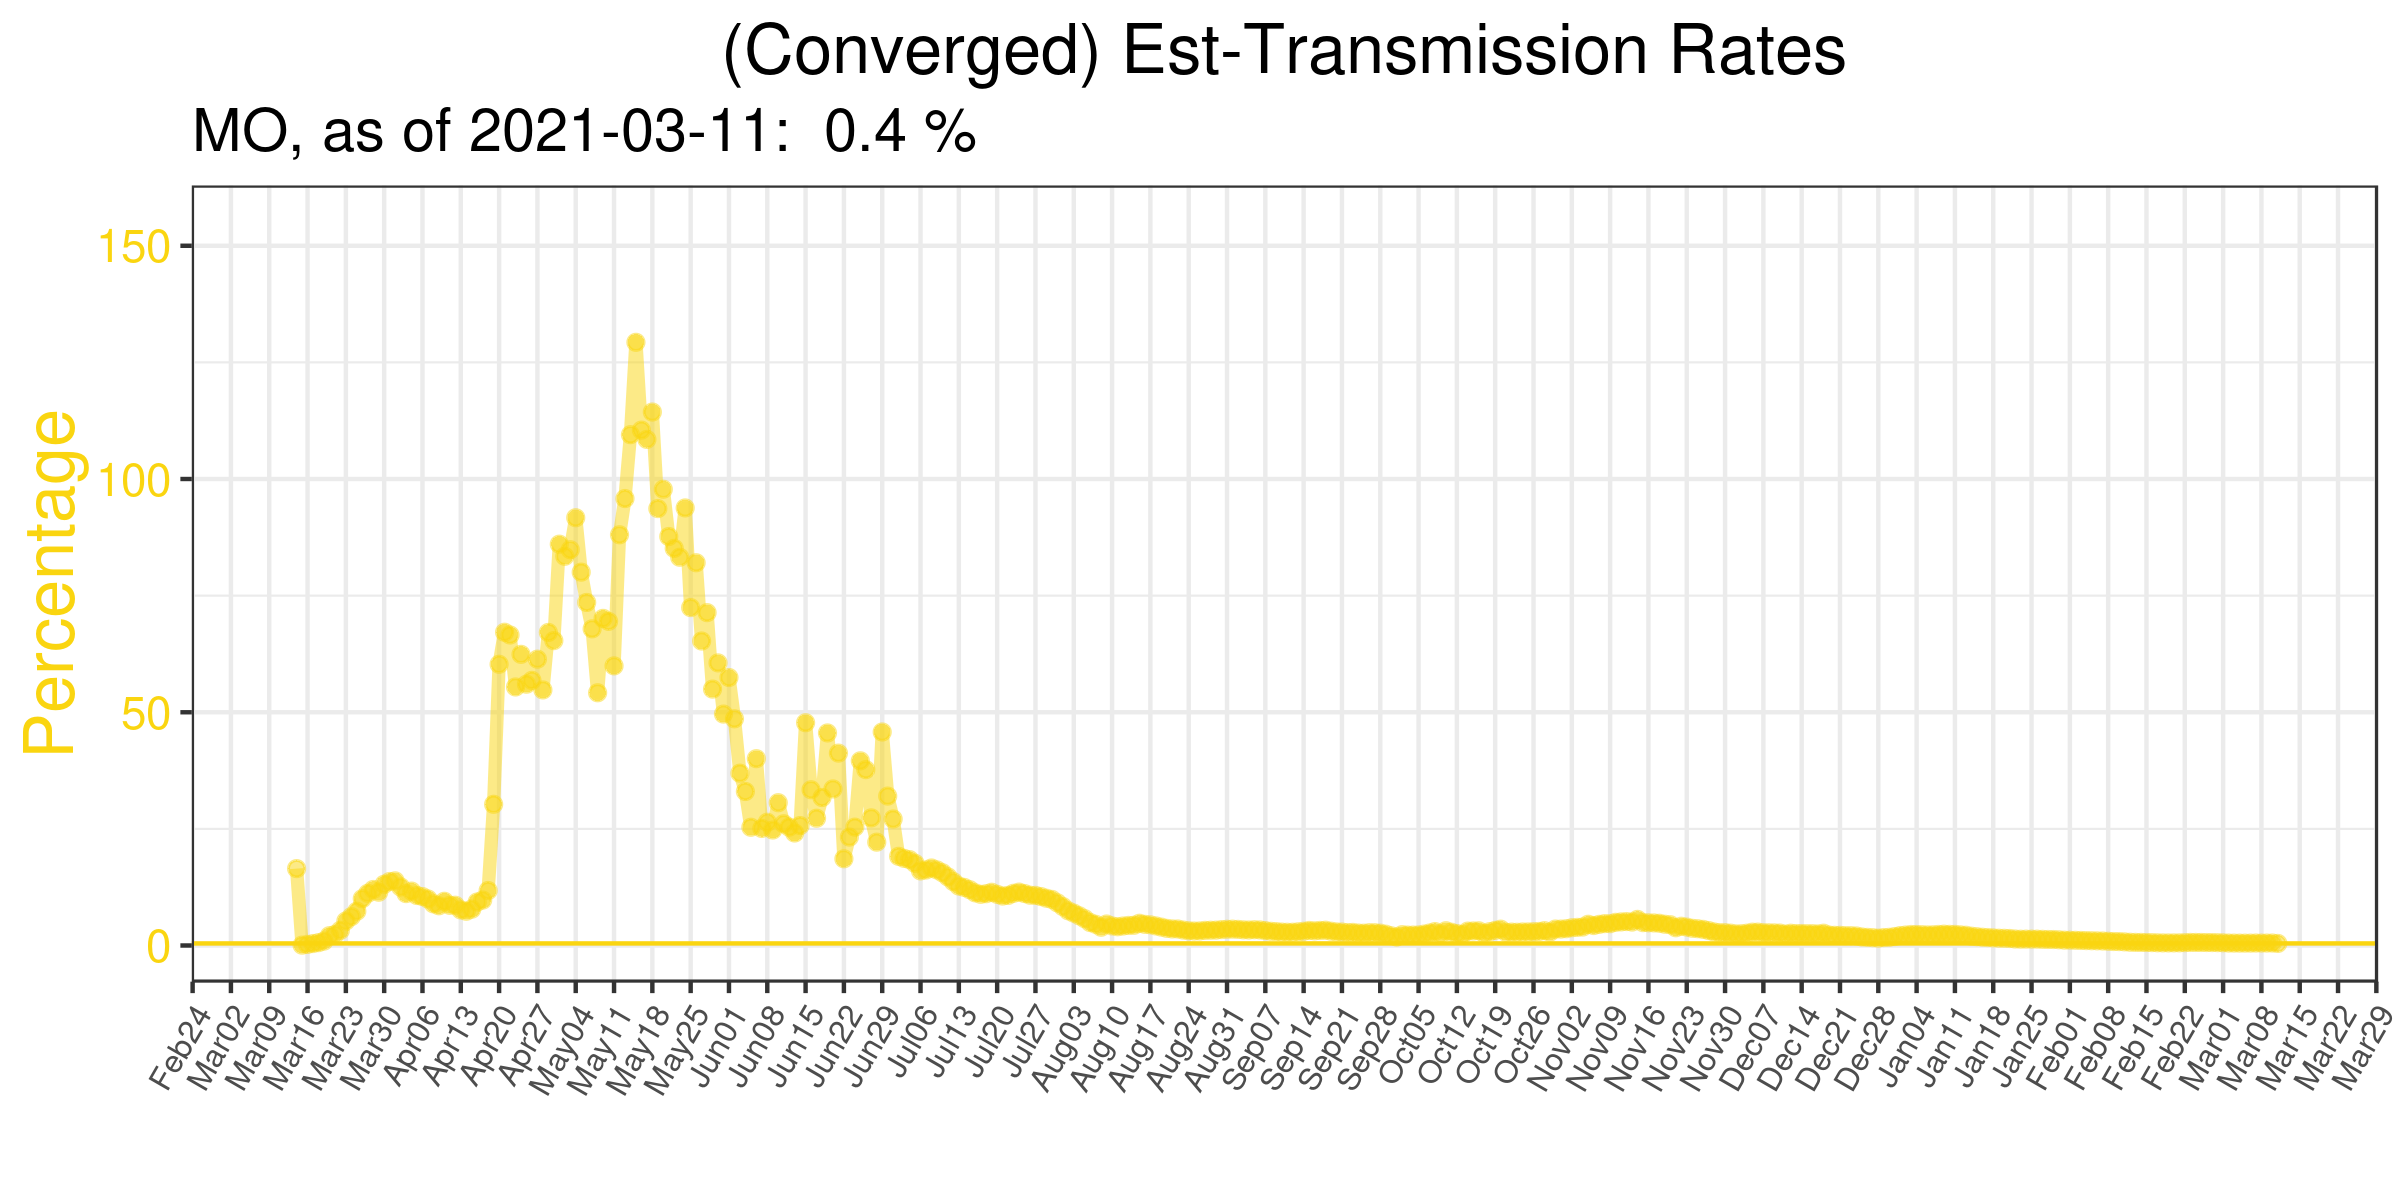 (Converged) Est-Transmission Rates
MO, as of 2021-03-11:  0.4 %
Percentage
150
100
50
0
Feb24
Mar02
Mar09
Mar16
Mar23
Mar30
Apr06
Apr13
Apr20
Apr27
May04
May11
May18
May25
Jun01
Jun08
Jun15
Jun22
Jun29
Jul06
Jul13
Jul20
Jul27
Aug03
Aug10
Aug17
Aug24
Aug31
Sep07
Sep14
Sep21
Sep28
Oct05
Oct12
Oct19
Oct26
Nov02
Nov09
Nov16
Nov23
Nov30
Dec07
Dec14
Dec21
Dec28
Jan04
Jan11
Jan18
Jan25
Feb01
Feb08
Feb15
Feb22
Mar01
Mar08
Mar15
Mar22
Mar29